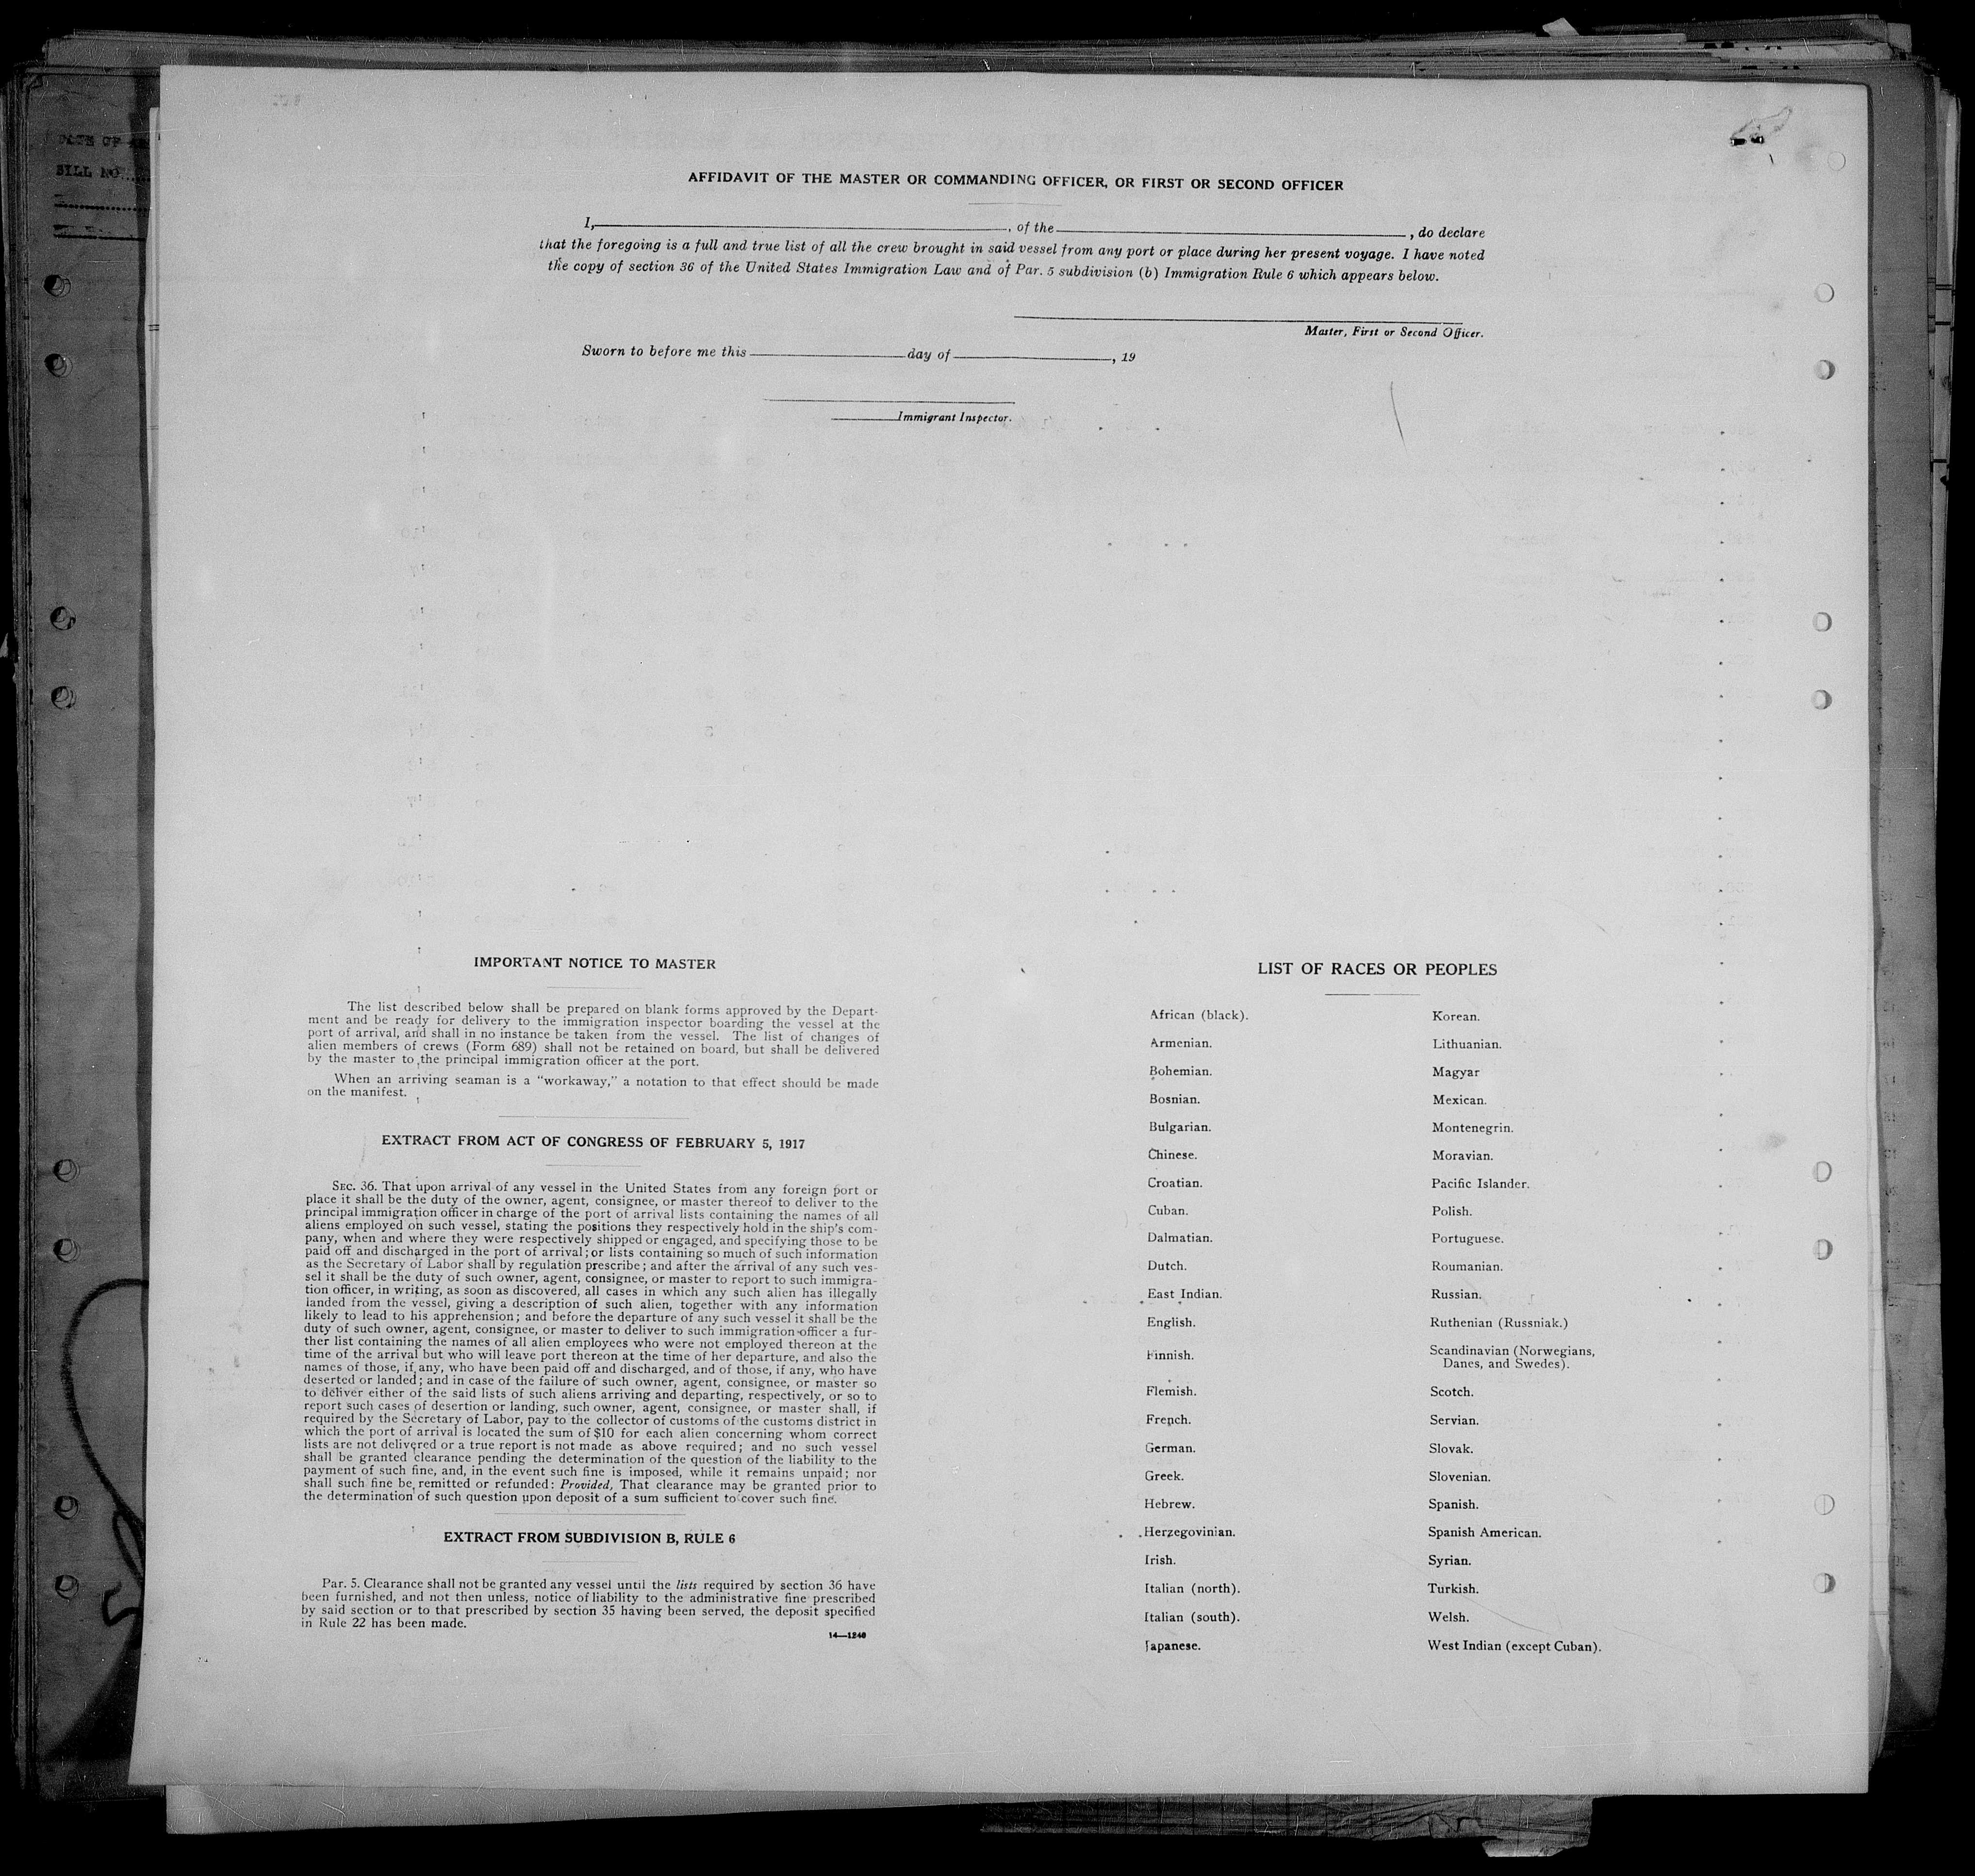 DATE OF
BILL NO.....
AFFIDAVIT OF THE MASTER OR COMMANDING OFFICER, OR FIRST OR SECOND OFFICER
I, , of the , do declare
that the foregoing is a full and true list of all the crew brought in said vessel from any port or place during her present voyage. I have noted
the copy of section 36 of the United States Immigration Law and of Par. 5 subdivision (b) Immigration Rule 6 which appears below.
Master, First or Second Officer.
Sworn to before me this day of , 19
Immigrant Inspector.
IMPORTANT NOTICE TO MASTER
The list described below shall be prepared on blank forms approved by the Depart-
ment and be ready for delivery to the immigration inspector boarding the vessel at the
port of arrival, and shall in no instance be taken from the vessel. The list of changes of
alien members of crews (Form 689) shall not be retained on board, but shall be delivered
by the master to the principal immigration officer at the port.
When an arriving seaman is a "workaway," a notation to that effect should be made
on the manifest.
EXTRACT FROM ACT OF CONGRESS OF FEBRUARY 5, 1917
SEC. 36. That upon arrival of any vessel in the United States from any foreign port or
place it shall be the duty of the owner, agent, consignee, or master thereof to deliver to the
principal immigration officer in charge of the port of arrival lists containing the names of all
aliens employed on such vessel, stating the positions they respectively hold in the ship's com-
pany, when and where they were respectively shipped or engaged, and specifying those to be
paid off and discharged in the port of arrival; or lists containing so much of such information
as the Secretary of Labor shall by regulation prescribe; and after the arrival of any such ves-
sel it shall be the duty of such owner, agent, consignee, or master to report to such immigra-
tion officer, in writing, as soon as discovered, all cases in which any such alien has illegally
landed from the vessel, giving a description of such alien, together with any information
likely to lead to his apprehension; and before the departure of any such vessel it shall be the
duty of such owner, agent, consignee, or master to deliver to such immigration officer a fur-
ther list containing the names of all alien employees who were not employed thereon at the
time of the arrival but who will leave port thereon at the time of her departure, and also the
names of those, if any, who have been paid off and discharged, and of those, if any, who have
deserted or landed; and in case of the failure of such owner, agent, consignee, or master so
to deliver either of the said lists of such aliens arriving and departing, respectively, or so to
report such cases of desertion or landing, such owner, agent, consignee, or master shall, if
required by the Secretary of Labor, pay to the collector of customs of the customs district in
which the port of arrival is located the sum of $10 for each alien concerning whom correct
lists are not delivered or a true report is not made as above required; and no such vessel
shall be granted clearance pending the determination of the question of the liability to the
payment of such fine, and, in the event such fine is imposed, while it remains unpaid; nor
shall such fine be remitted or refunded: Provided, That clearance may be granted prior to
the determination of such question upon deposit of a sum sufficient to cover such fine.
EXTRACT FROM SUBDIVISION B, RULE 6
Par. 5. Clearance shall not be granted any vessel until the lists required by section 36 have
been furnished, and not then unless, notice of liability to the administrative fine prescribed
by said section or to that prescribed by section 35 having been served, the deposit specified
in Rule 22 has been made.
14—1240
LIST OF RACES OR PEOPLES
African (black).
Armenian.
Bohemian.
Bosnian.
Bulgarian.
Chinese.
Croatian.
Cuban.
Dalmatian.
Dutch.
East Indian.
English.
Finnish.
Flemish.
French.
German.
Greek.
Hebrew.
Herzegovinian.
Irish.
Italian (north).
Italian (south).
Japanese.
Korean.
Lithuanian.
Magyar
Mexican.
Montenegrin.
Moravian.
Pacific Islander.
Polish.
Portuguese.
Roumanian.
Russian.
Ruthenian (Russniak.)
Scandinavian (Norwegians,
Danes, and Swedes).
Scotch.
Servian.
Slovak.
Slovenian.
Spanish.
Spanish American.
Syrian.
Turkish.
Welsh.
West Indian (except Cuban).